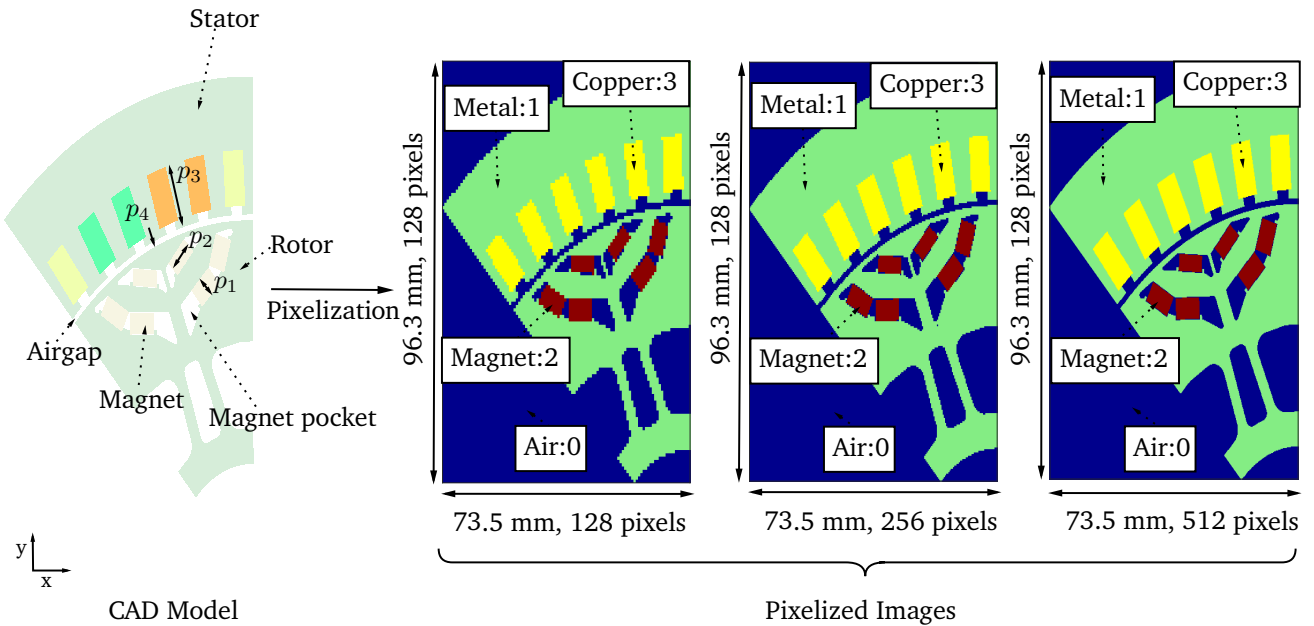 Stator
p₃
p₄
p₂
Rotor
p₁
Airgap
Magnet
Magnet pocket
y
x
CAD Model
Pixelization
96.3 mm, 128 pixels
Metal:1
Copper:3
Magnet:2
Air:0
73.5 mm, 128 pixels
96.3 mm, 128 pixels
Metal:1
Copper:3
Magnet:2
Air:0
73.5 mm, 256 pixels
96.3 mm, 128 pixels
Metal:1
Copper:3
Magnet:2
Air:0
73.5 mm, 512 pixels
Pixelized Images